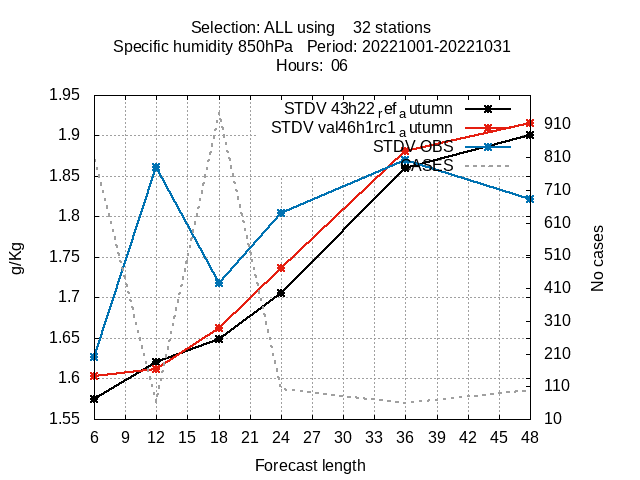 Selection: ALL using    32 stations
Specific humidity 850hPa   Period: 20221001-20221031
Hours:  06
STDV 43h22ref_autumn
STDV val46h1rc1_autumn
STDV OBS
CASES
1.95
1.9
1.85
1.8
1.75
1.7
1.65
1.6
1.55
g/Kg
910
810
710
610
510
410
310
210
110
10
No cases
6 9 12 15 18 21 24 27 30 33 36 39 42 45 48
Forecast length